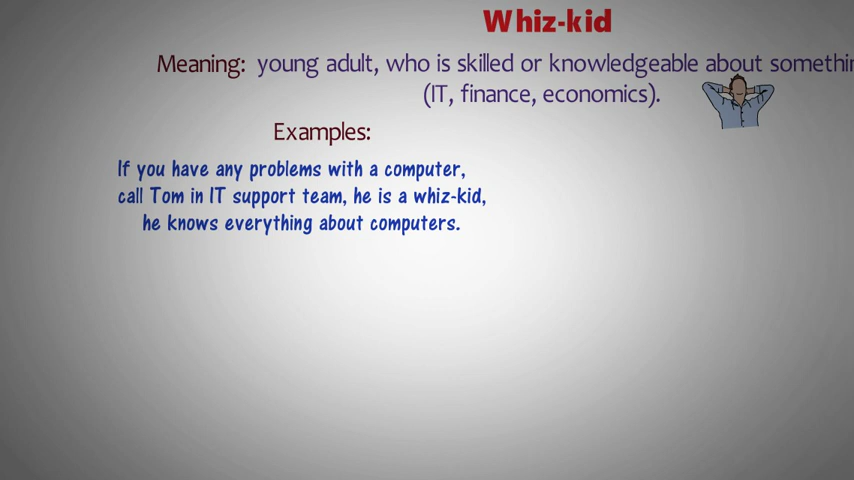 Whiz-kid
Meaning: young adult, who is skilled or knowledgeable about
(IT, finance, economics).
Examples:
If you have any problems with a computer,
call Tom in IT support team, he is a whiz-kid,
he knows everything about computers.